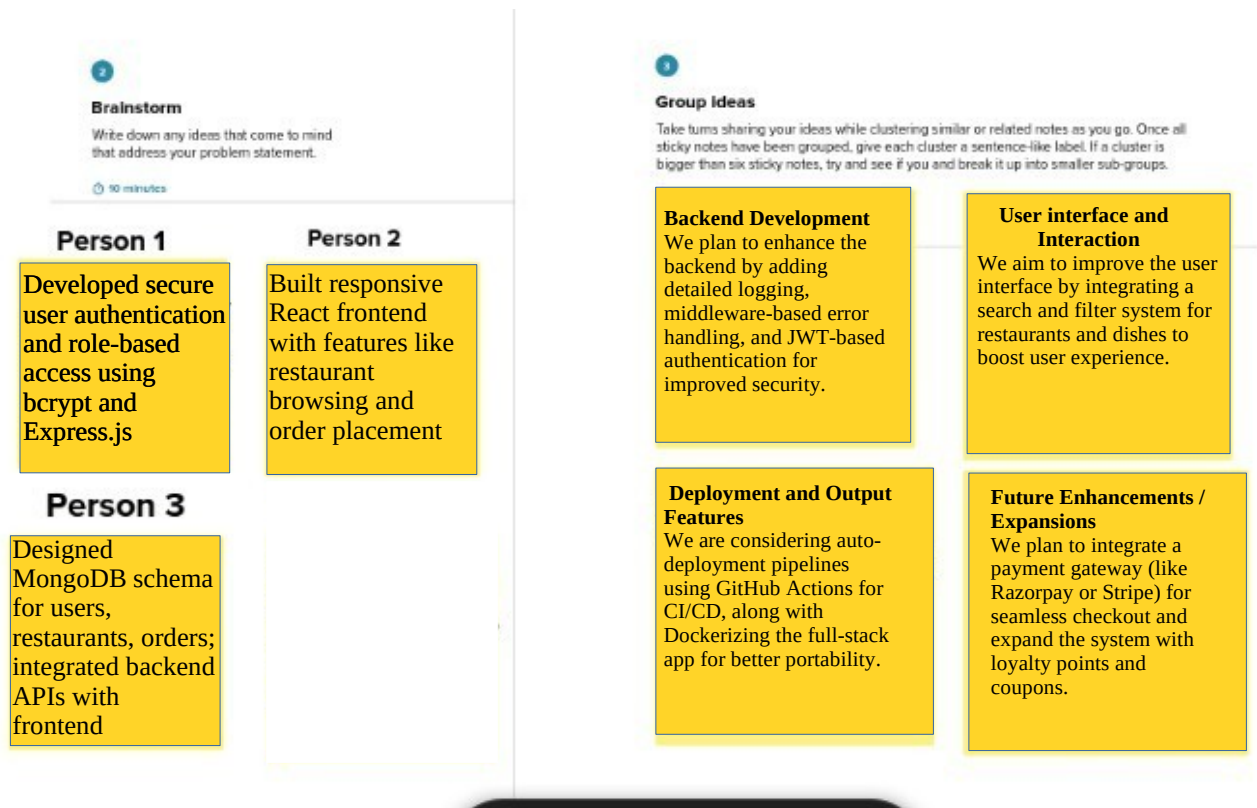 2
Brainstorm
Write down any ideas that come to mind
that address your problem statement.
10 minutes
Person 1
Developed secure
user authentication
and role-based
access using
bcrypt and
Express.js
Person 2
Built responsive
React frontend
with features like
restaurant
browsing and
order placement
Person 3
Designed
MongoDB schema
for users,
restaurants, orders;
integrated backend
APIs with
frontend
3
Group ideas
Take turns sharing your ideas while clustering similar or related notes as you go. Once all
sticky notes have been grouped, give each cluster a sentence-like label. If a cluster is
bigger than six sticky notes, try and see if you and break it up into smaller sub-groups.
Backend Development
We plan to enhance the
backend by adding
detailed logging,
middleware-based error
handling, and JWT-based
authentication for
improved security.
User interface and
Interaction
We aim to improve the user
interface by integrating a
search and filter system for
restaurants and dishes to
boost user experience.
Deployment and Output
Features
We are considering auto-
deployment pipelines
using GitHub Actions for
CI/CD, along with
Dockerizing the full-stack
app for better portability.
Future Enhancements /
Expansions
We plan to integrate a
payment gateway (like
Razorpay or Stripe) for
seamless checkout and
expand the system with
loyalty points and
coupons.